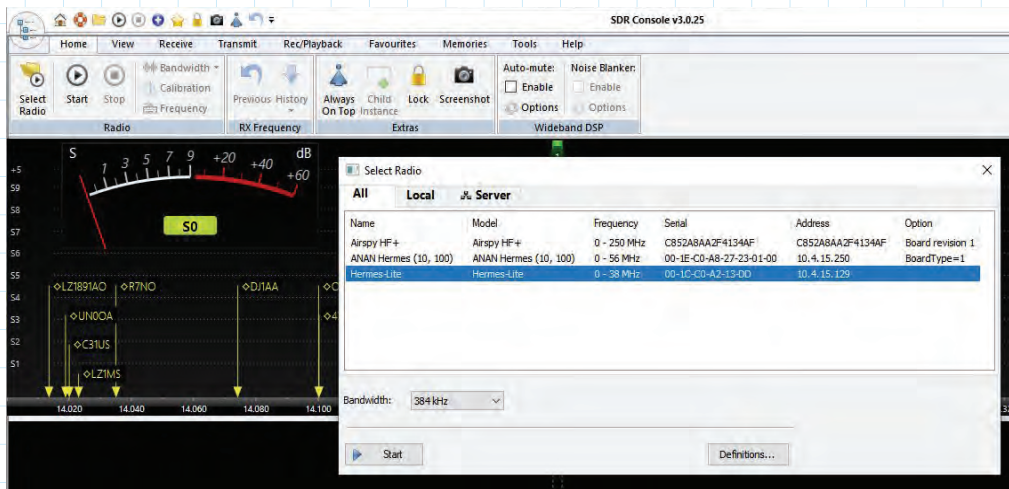 SDR Console v3.0.25
Home View Receive Transmit Rec/Playback Favourites Memories Tools Help
Select Radio
Start
Stop
Bandwidth
Calibration
Frequency
Radio
Previous
History
RX Frequency
Always On Top
Child Instance
Lock
Screenshot
Extras
Auto-mute:
Enable
Options
Noise Blanker:
Enable
Options
Wideband DSP
S 1 3 5 7 9 +20 +40 +60 dB
S0
+5
S9
S8
S7
S6
S5
S4
S3
S2
S1
LZ1891AO R7NO DJ1AA
UN0OA
C31US
LZ1MS
14.020 14.040 14.060 14.080 14.100
Select Radio
All Local Server
Name Model Frequency Serial Address Option
Airspy HF+ Airspy HF+ 0 - 250 MHz C852A8AA2F4134AF C852A8AA2F4134AF Board revision 1
ANAN Hermes (10, 100) ANAN Hermes (10, 100) 0 - 56 MHz 00-1E-C0-A8-27-23-01-00 10.4.15.250 BoardType=1
Hermes-Lite Hermes-Lite 0 - 38 MHz 00-1C-C0-A2-13-DD 10.4.15.129
Bandwidth: 384 kHz
Start Definitions...